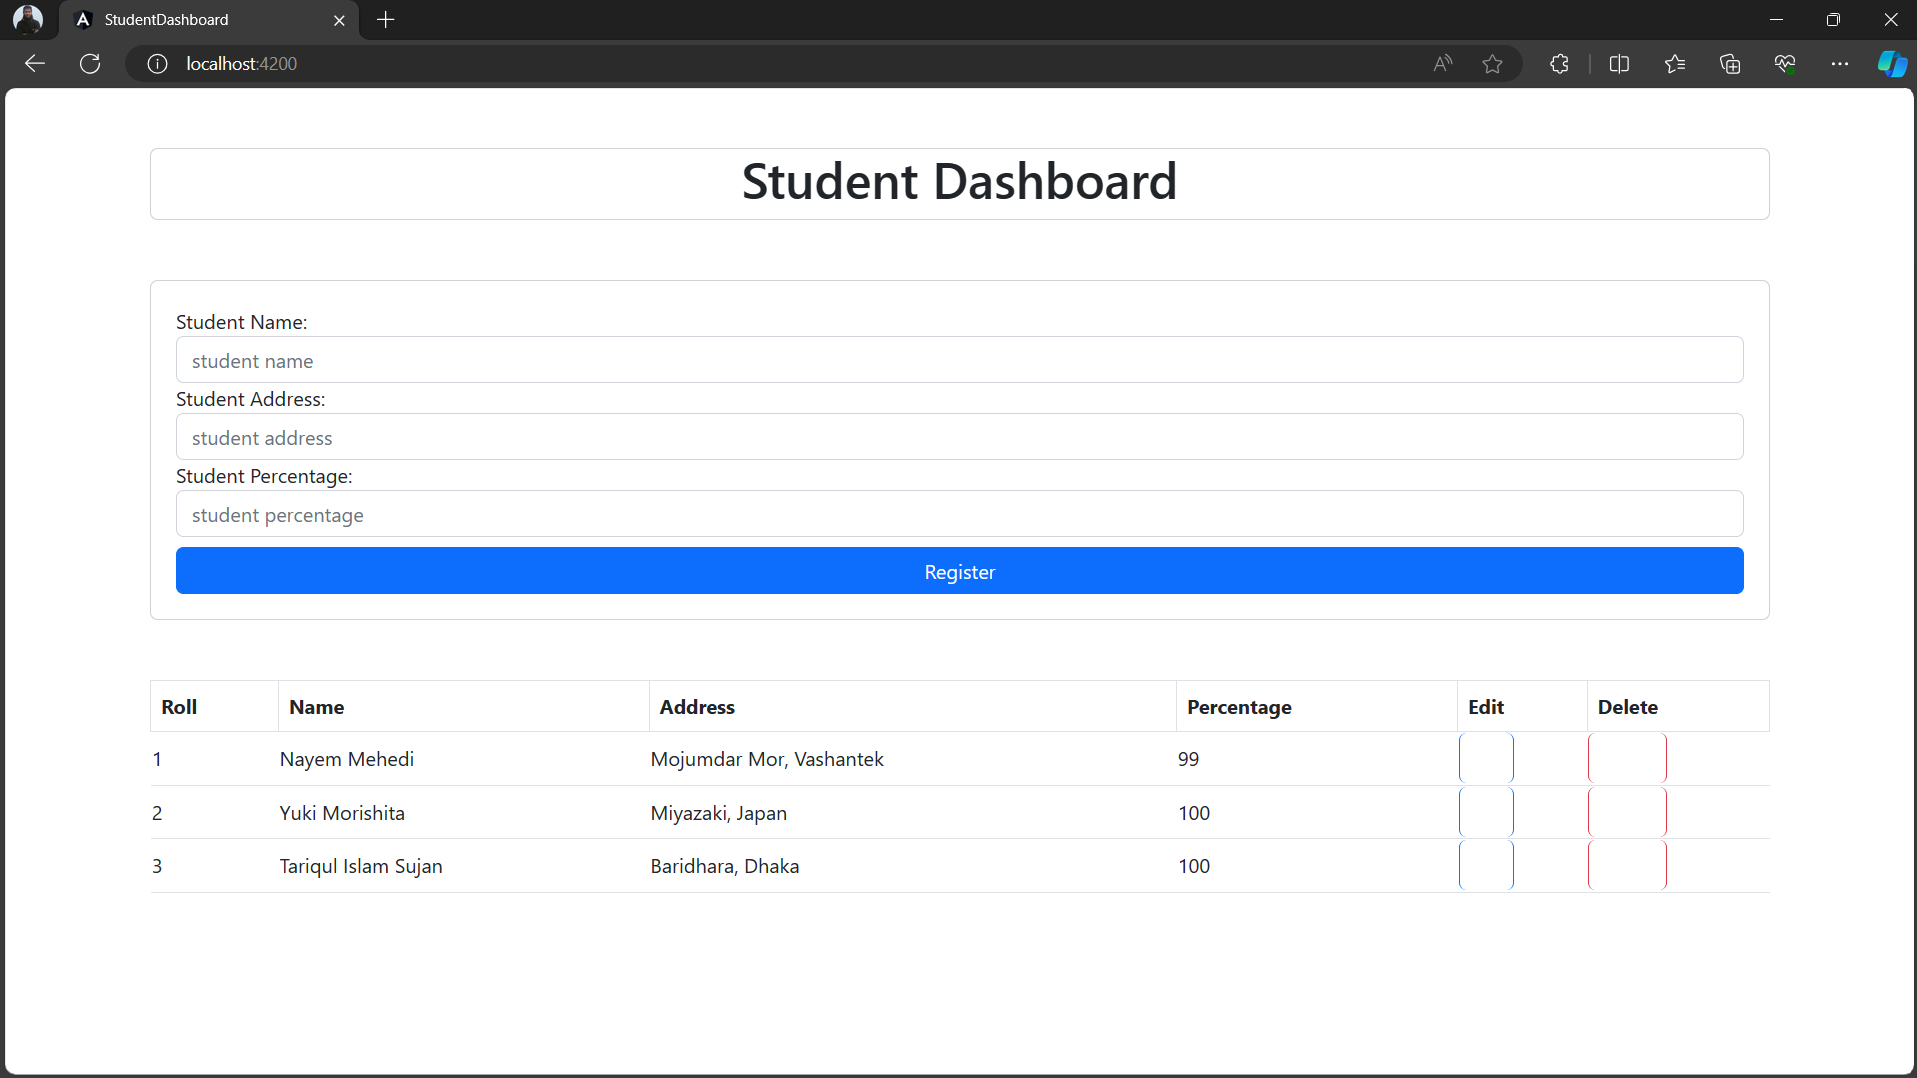 StudentDashboard
localhost:4200
Student Dashboard
Student Name:
student name
Student Address:
student address
Student Percentage:
student percentage
Register
Roll Name Address Percentage Edit Delete
1 Nayem Mehedi Mojumdar Mor, Vashantek 99
2 Yuki Morishita Miyazaki, Japan 100
3 Tariqul Islam Sujan Baridhara, Dhaka 100